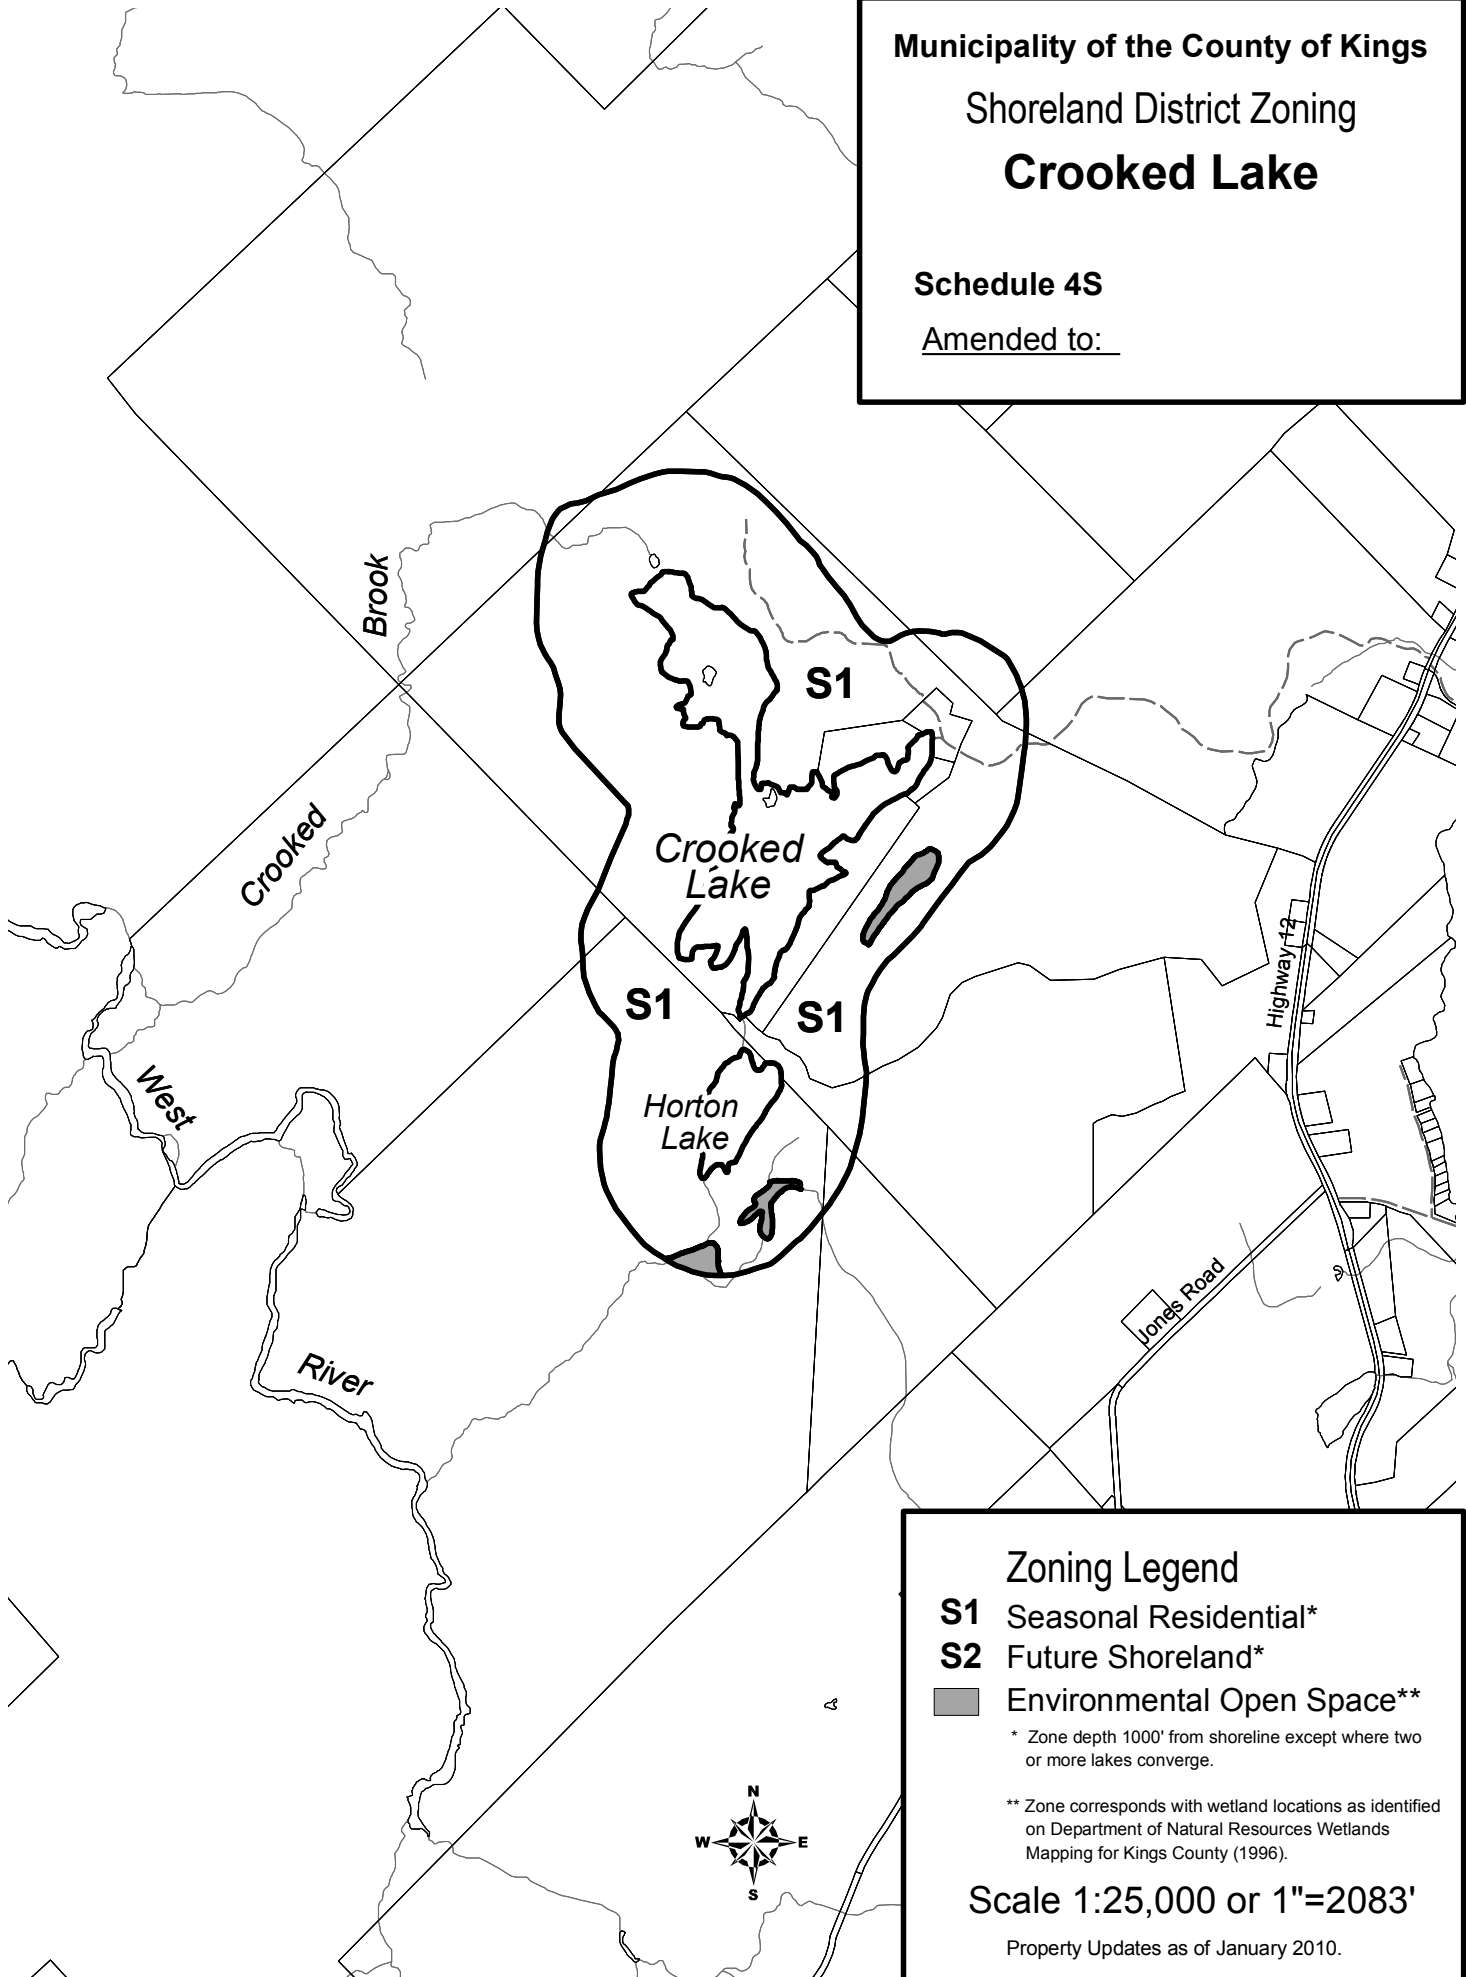 Municipality of the County of Kings
Shoreland District Zoning
Crooked Lake
Schedule 4S
Amended to:
Brook
Crooked
S1
Crooked
Lake
S1
S1
Highway 12
West
Horton
Lake
Jones Road
River
Zoning Legend
S1 Seasonal Residential*
S2 Future Shoreland*
Environmental Open Space**
* Zone depth 1000' from shoreline except where two
or more lakes converge.
** Zone corresponds with wetland locations as identified
on Department of Natural Resources Wetlands
Mapping for Kings County (1996).
Scale 1:25,000 or 1"=2083'
Property Updates as of January 2010.
N
W E
S